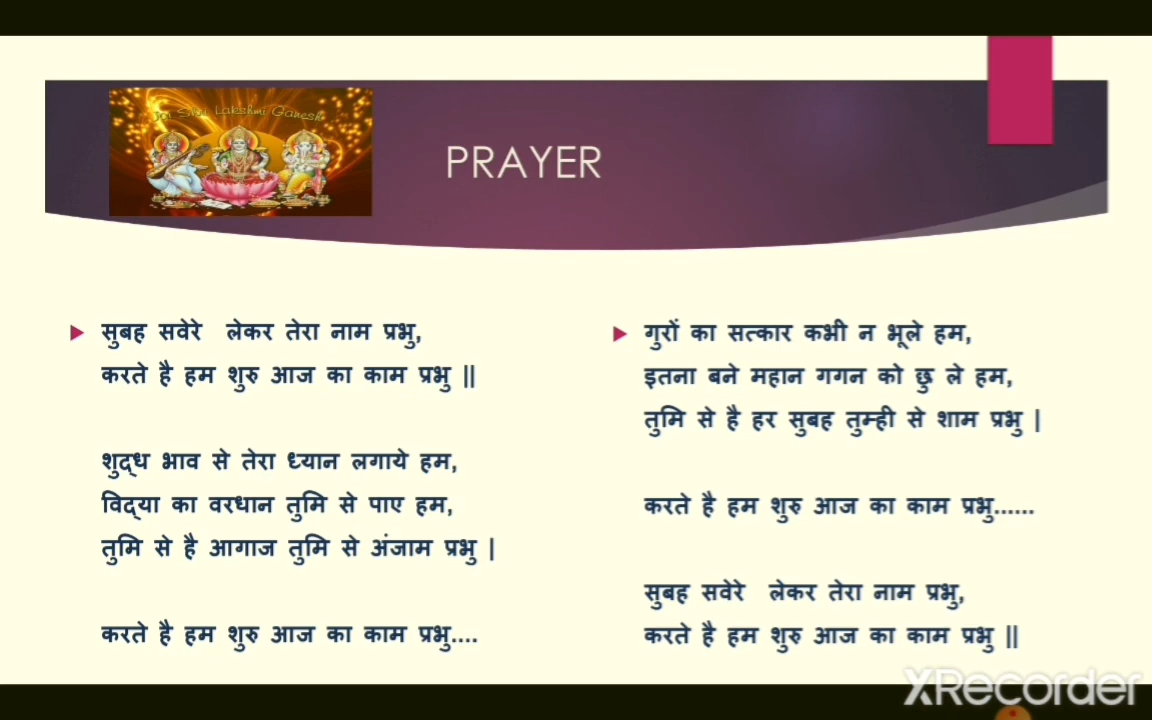 Jai Shri Lakshmi Ganesh
PRAYER
सुबह सवेरे लेकर तेरा नाम प्रभु,
करते है हम शुरु आज का काम प्रभु ||
शुद्ध भाव से तेरा ध्यान लगाये हम,
विद्या का वरधान तुमि से पाए हम,
तुमि से है आगाज तुमि से अंजाम प्रभु |
करते है हम शुरु आज का काम प्रभु....
गुरों का सत्कार कभी न भूले हम,
इतना बने महान गगन को छु ले हम,
तुमि से है हर सुबह तुम्ही से शाम प्रभु |
करते है हम शुरु आज का काम प्रभु......
सुबह सवेरे लेकर तेरा नाम प्रभु,
करते है हम शुरु आज का काम प्रभु ||
XRecorder